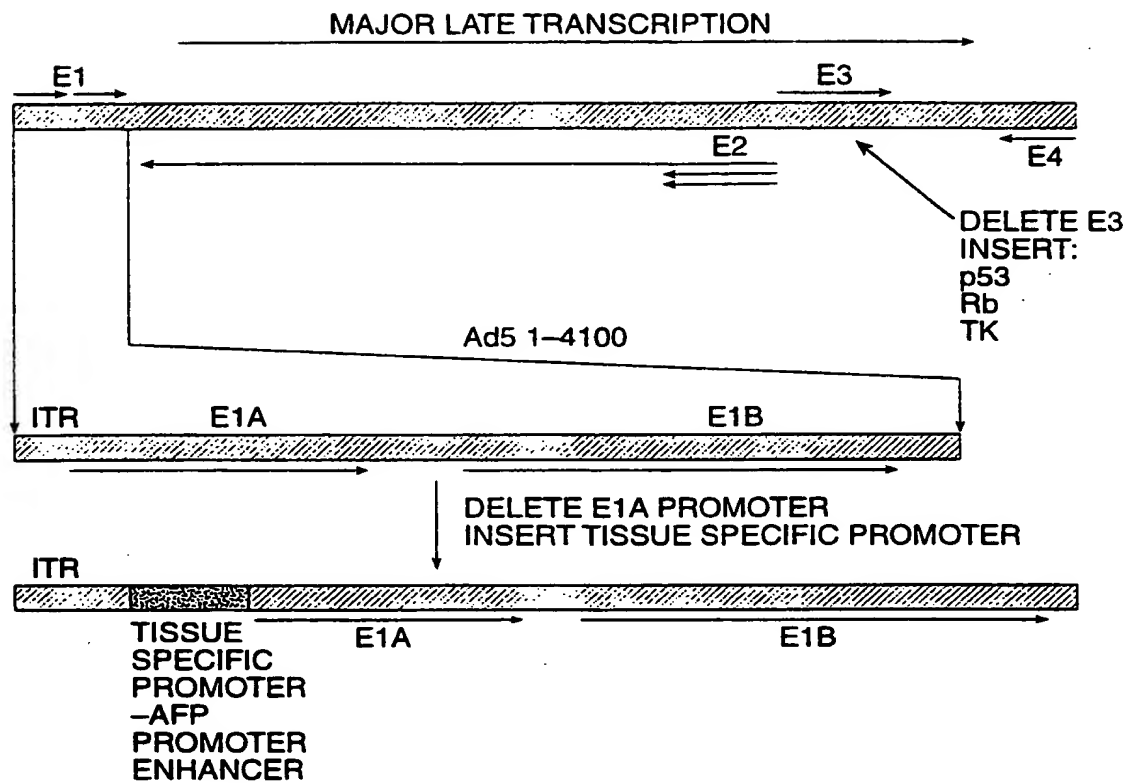 MAJOR LATE TRANSCRIPTION
E1
E3
E2
E4
DELETE E3
INSERT:
p53
Rb
TK
Ad5 1–4100
ITR
E1A
E1B
DELETE E1A PROMOTER
INSERT TISSUE SPECIFIC PROMOTER
ITR
E1A
E1B
TISSUE
SPECIFIC
PROMOTER
–AFP
PROMOTER
ENHANCER